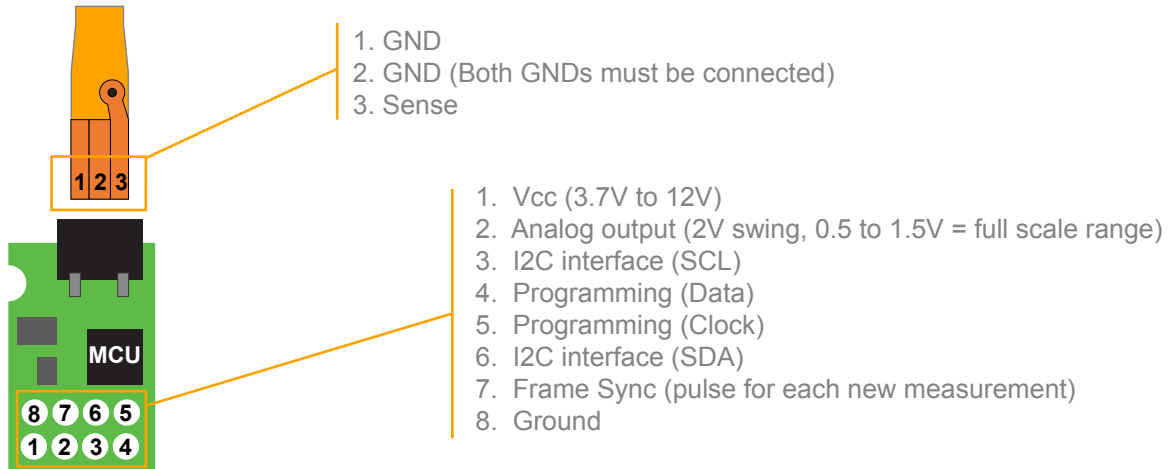 1. GND
2. GND (Both GNDs must be connected)
3. Sense
1 2 3
1. Vcc (3.7V to 12V)
2. Analog output (2V swing, 0.5 to 1.5V = full scale range)
3. I2C interface (SCL)
4. Programming (Data)
5. Programming (Clock)
6. I2C interface (SDA)
7. Frame Sync (pulse for each new measurement)
8. Ground
MCU
8 7 6 5
1 2 3 4